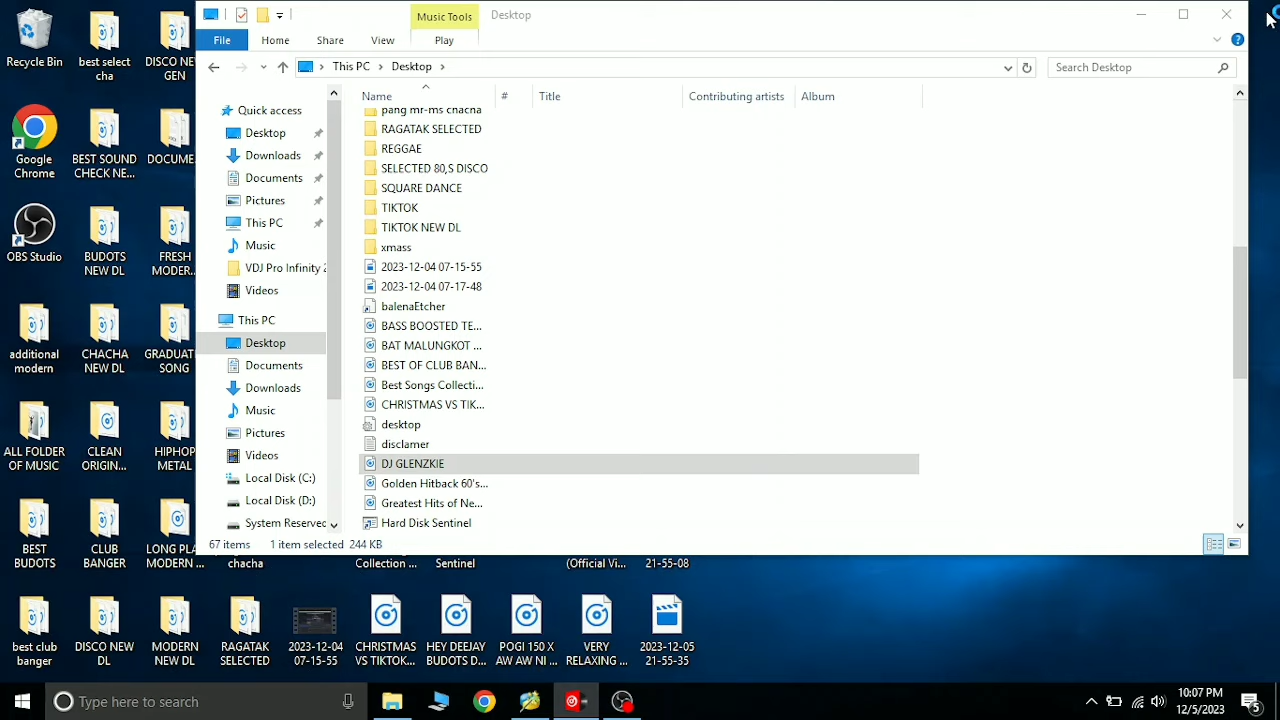 Music Tools
Desktop
File
Home
Share
View
Play
This PC
Desktop
Search Desktop
Name
#
Title
Contributing artists
Album
Quick access
Desktop
Downloads
Documents
Pictures
This PC
Music
VDJ Pro Infinity 2
Videos
This PC
Desktop
Documents
Downloads
Music
Pictures
Videos
Local Disk (C:)
Local Disk (D:)
System Reserved
pang mr-ms chacha
RAGATAK SELECTED
REGGAE
SELECTED 80,S DISCO
SQUARE DANCE
TIKTOK
TIKTOK NEW DL
xmass
2023-12-04 07-15-55
2023-12-04 07-17-48
balenaEtcher
BASS BOOSTED TE...
BAT MALUNGKOT ...
BEST OF CLUB BAN...
Best Songs Collecti...
CHRISTMAS VS TIK...
desktop
disclamer
DJ GLENZKIE
Golden Hitback 60's...
Greatest Hits of Ne...
Hard Disk Sentinel
67 items
1 item selected
244 KB
Recycle Bin
best select
cha
DISCO NEW
GEN
Google
Chrome
BEST SOUND
CHECK NE...
DOCUME
OBS Studio
BUDOTS
NEW DL
FRESH
MODER...
additional
modern
CHACHA
NEW DL
GRADUAT
SONG
ALL FOLDER
OF MUSIC
CLEAN
ORIGIN...
HIPHOP
METAL
BEST
BUDOTS
CLUB
BANGER
LONG PLA
MODERN ...
chacha
Collection ...
Sentinel
(Official Vi...
21-55-08
best club
banger
DISCO NEW
DL
MODERN
NEW DL
RAGATAK
SELECTED
2023-12-04
07-15-55
CHRISTMAS
VS TIKTOK...
HEY DEEJAY
BUDOTS D...
POGI 150 X
AW AW NI ...
VERY
RELAXING ...
2023-12-05
21-55-35
Type here to search
10:07 PM
12/5/2023
5